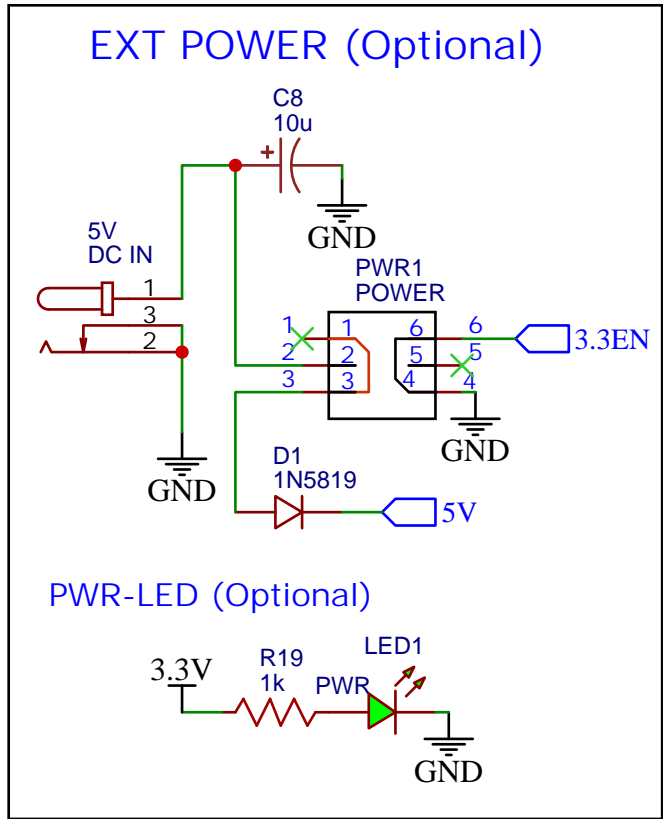 EXT POWER (Optional)
C8
10u
+
GND
5V
DC IN
1
3
2
GND
PWR1
POWER
1 1 6 6
2 2 5 5
3 3 4 4
3.3EN
GND
D1
1N5819
5V
PWR-LED (Optional)
LED1
3.3V
R19
1k
PWR
GND